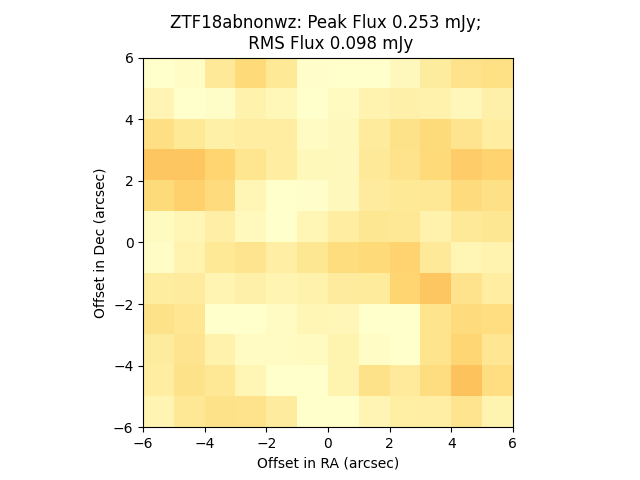 ZTF18abnonwz: Peak Flux 0.253 mJy;
RMS Flux 0.098 mJy
6
4
2
0
−2
−4
−6
Offset in Dec (arcsec)
−6 −4 −2 0 2 4 6
Offset in RA (arcsec)